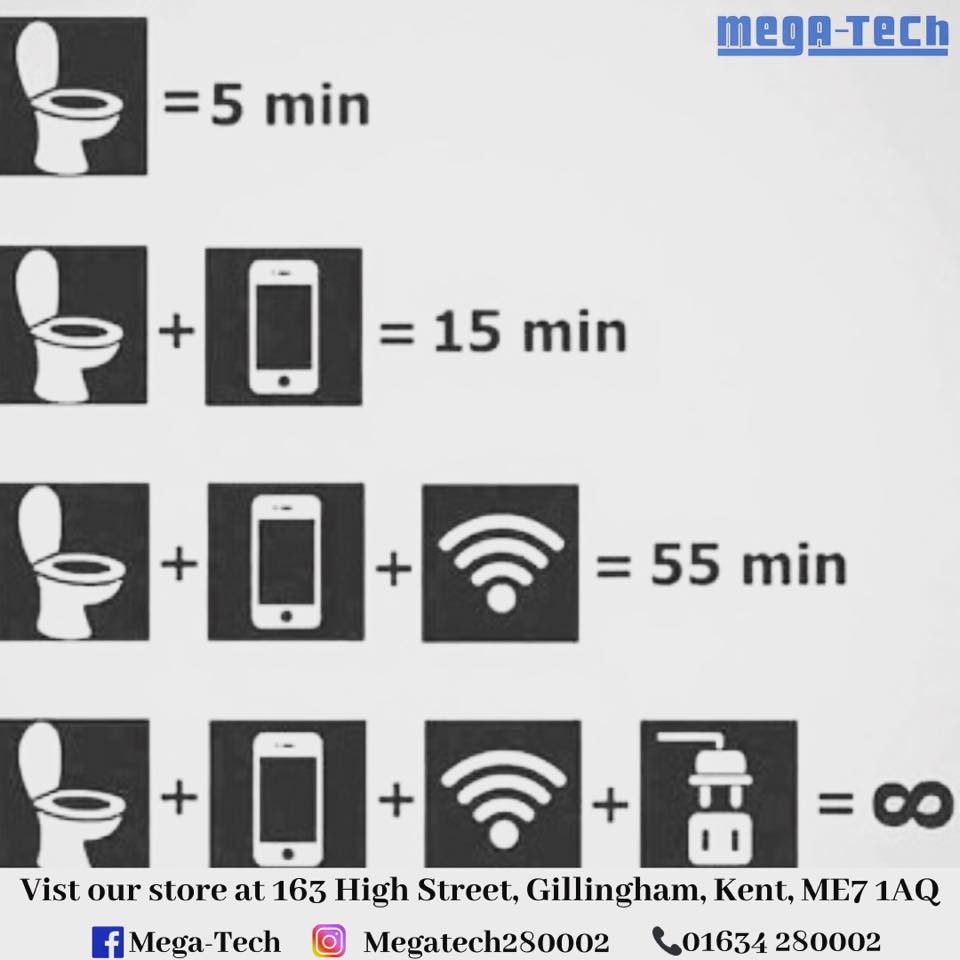 mega-Tech
= 5 min
+ = 15 min
+ + = 55 min
+ + + = ∞
Vist our store at 163 High Street, Gillingham, Kent, ME7 1AQ
Mega-Tech Megatech280002 01634 280002